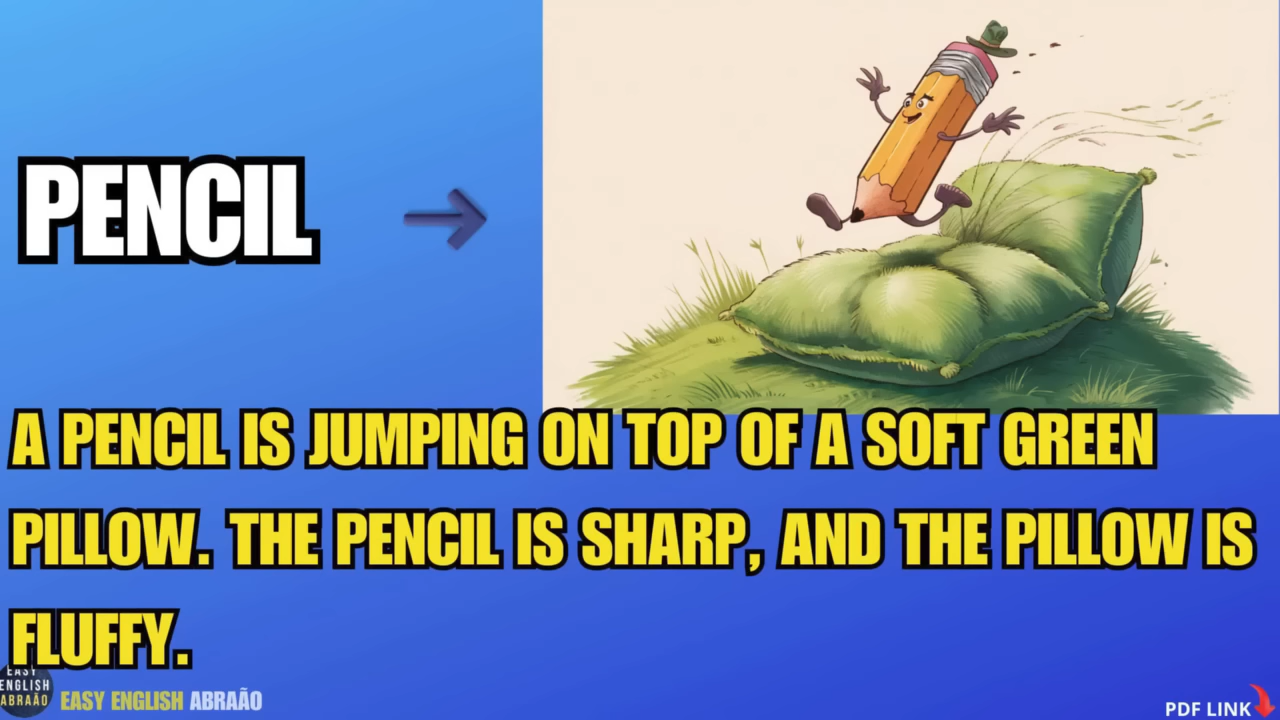 PENCIL
A PENCIL IS JUMPING ON TOP OF A SOFT GREEN
PILLOW. THE PENCIL IS SHARP, AND THE PILLOW IS
FLUFFY.
EASY
ENGLISH
ABRAÃO
EASY ENGLISH ABRAÃO
PDF LINK